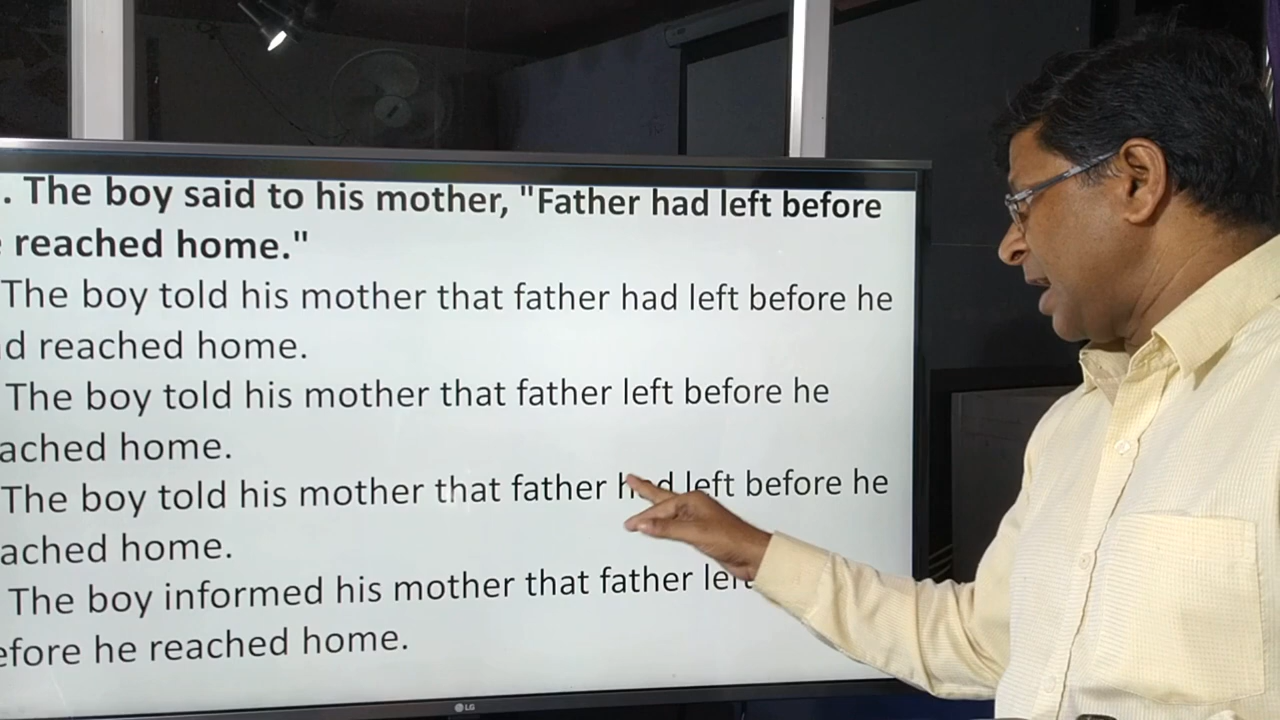 . The boy said to his mother, "Father had left before
reached home."
The boy told his mother that father had left before he
reached home.
The boy told his mother that father left before he
home.
The boy told his mother that father had left before he
home.
The boy informed his mother that father left
he reached home.
LG